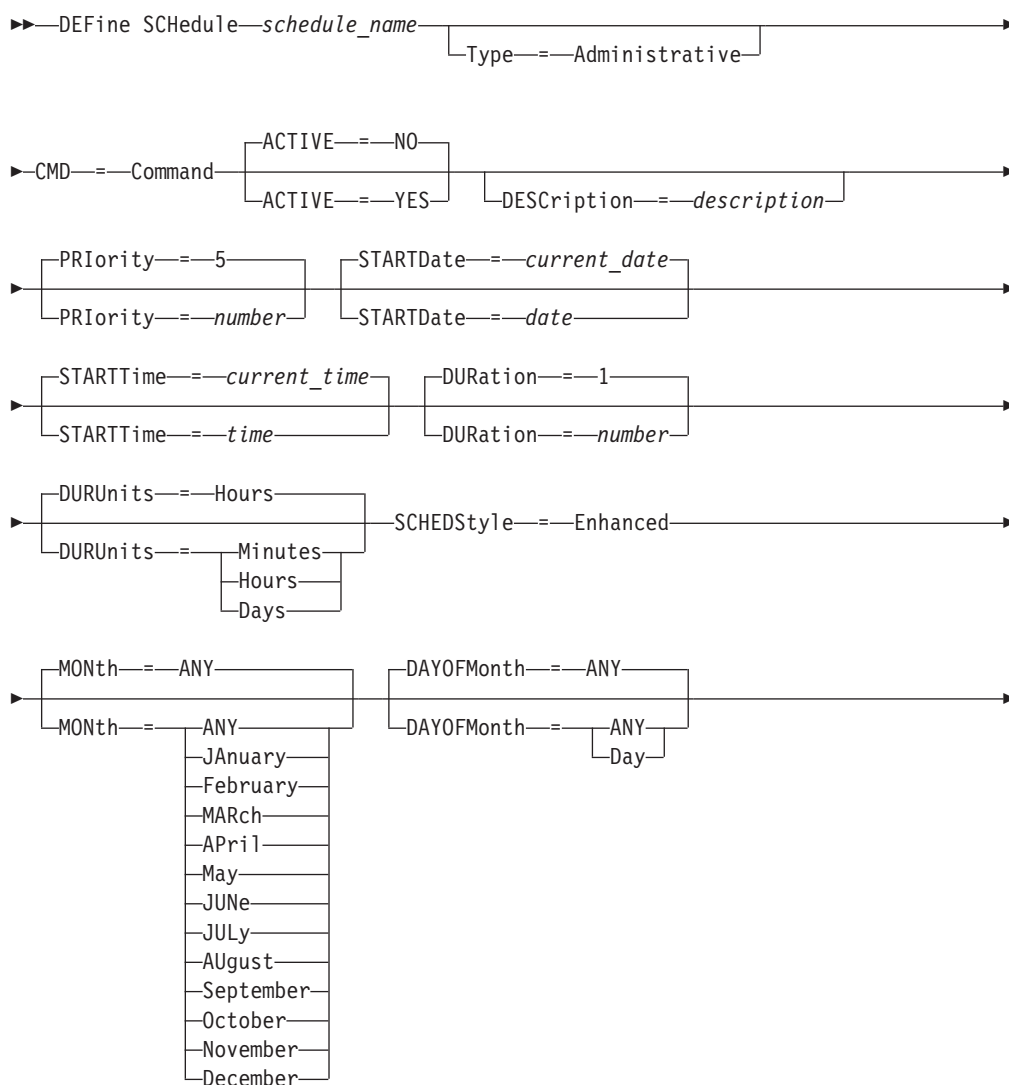 DEFine SCHedule schedule_name
Type = Administrative
CMD = Command ACTIVE = NO
ACTIVE = YES
DESCription = description
PRIority = 5
PRIority = number
STARTDate = current_date
STARTDate = date
STARTTime = current_time
STARTTime = time
DURation = 1
DURation = number
DURUnits = Hours
DURUnits = Minutes
Hours
Days
SCHEDStyle = Enhanced
MONth = ANY
MONth = ANY
JAnuary
February
MARch
APril
May
JUNe
JULy
AUgust
September
October
November
December
DAYOFMonth = ANY
DAYOFMonth = ANY
Day